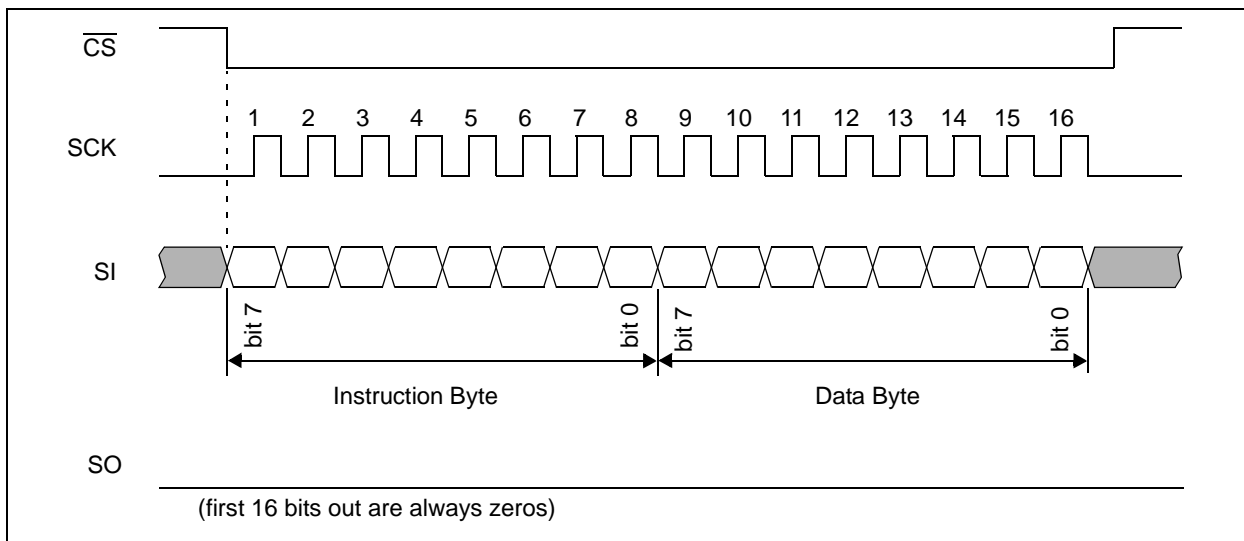 CS
1 2 3 4 5 6 7 8 9 10 11 12 13 14 15 16
SCK
SI
bit 7
bit 0
bit 7
bit 0
Instruction Byte
Data Byte
SO
(first 16 bits out are always zeros)